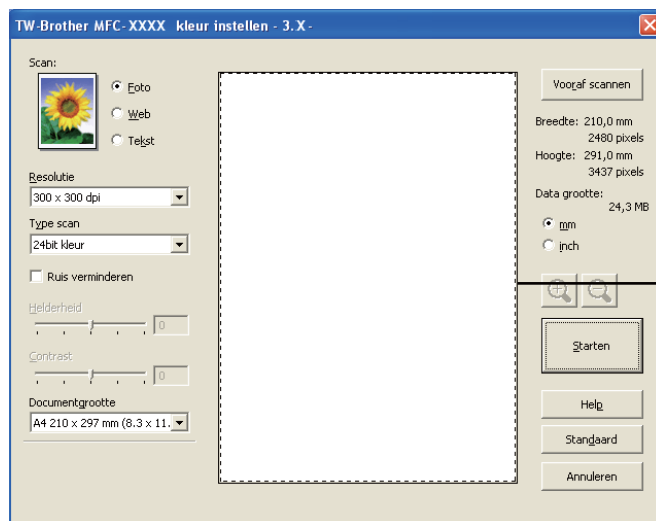 TW-Brother MFC-XXXX kleur instellen - 3.X-
Scan:
Foto
Web
Tekst
Resolutie
300 x 300 dpi
Type scan
24bit kleur
Ruis verminderen
Helderheid
0
Contrast
0
Documentgrootte
A4 210 x 297 mm (8.3 x 11.
Vooraf scannen
Breedte: 210,0 mm
2480 pixels
Hoogte: 291,0 mm
3437 pixels
Data grootte:
24,3 MB
mm
inch
Starten
Help
Standaard
Annuleren